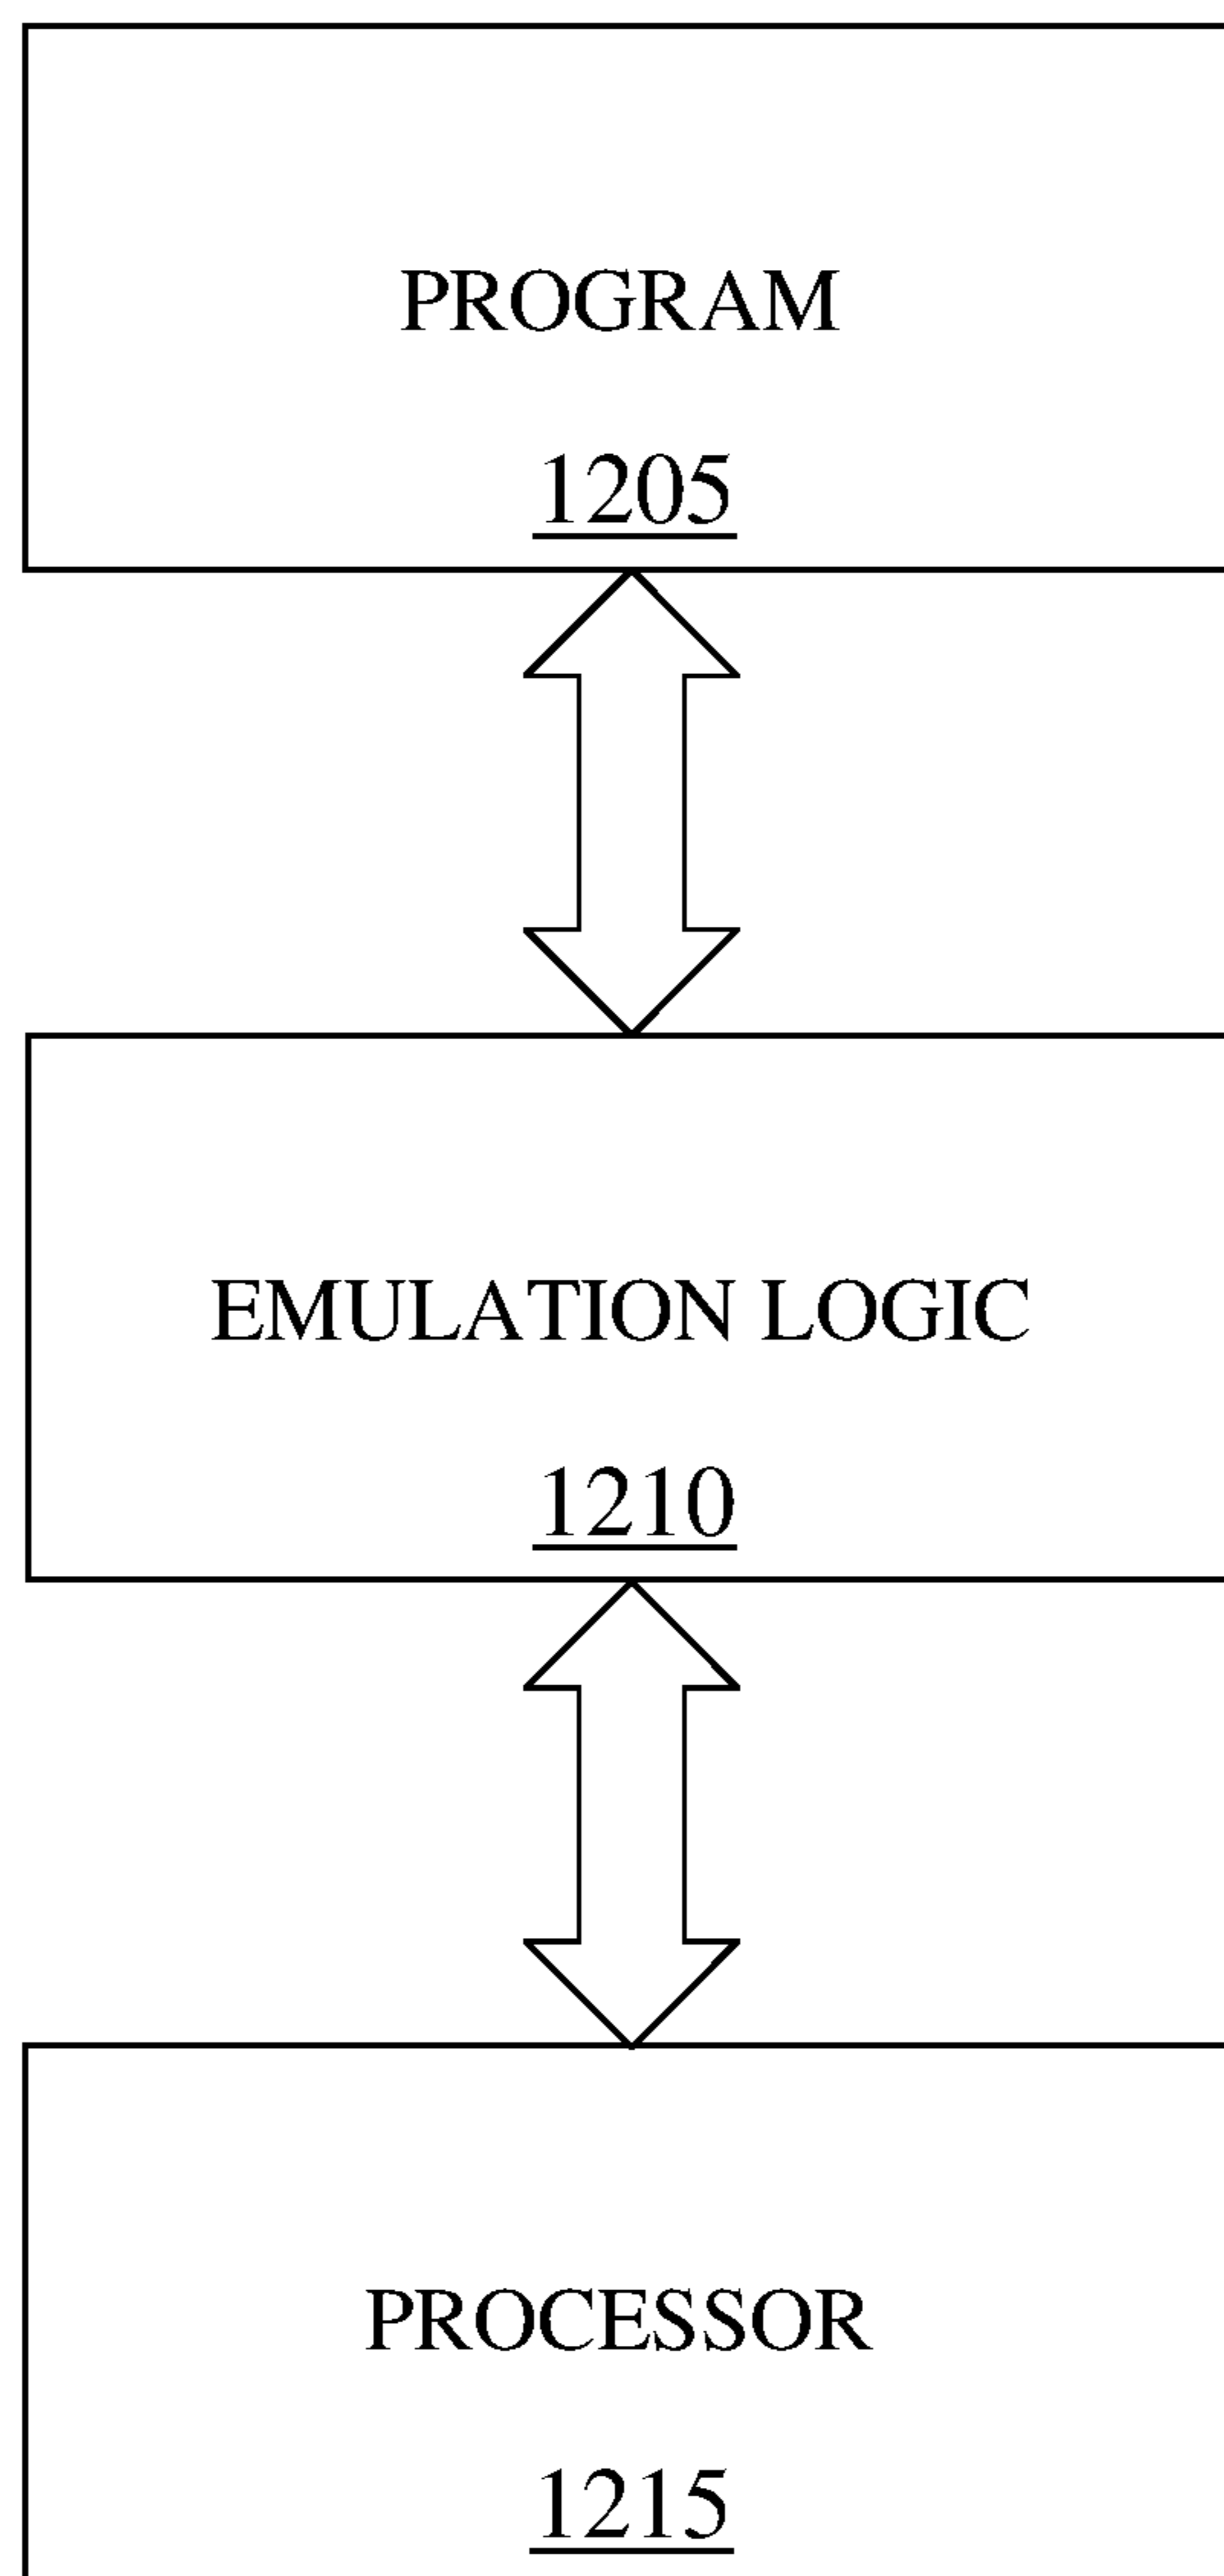 PROGRAM
1205
EMULATION LOGIC
1210
PROCESSOR
1215